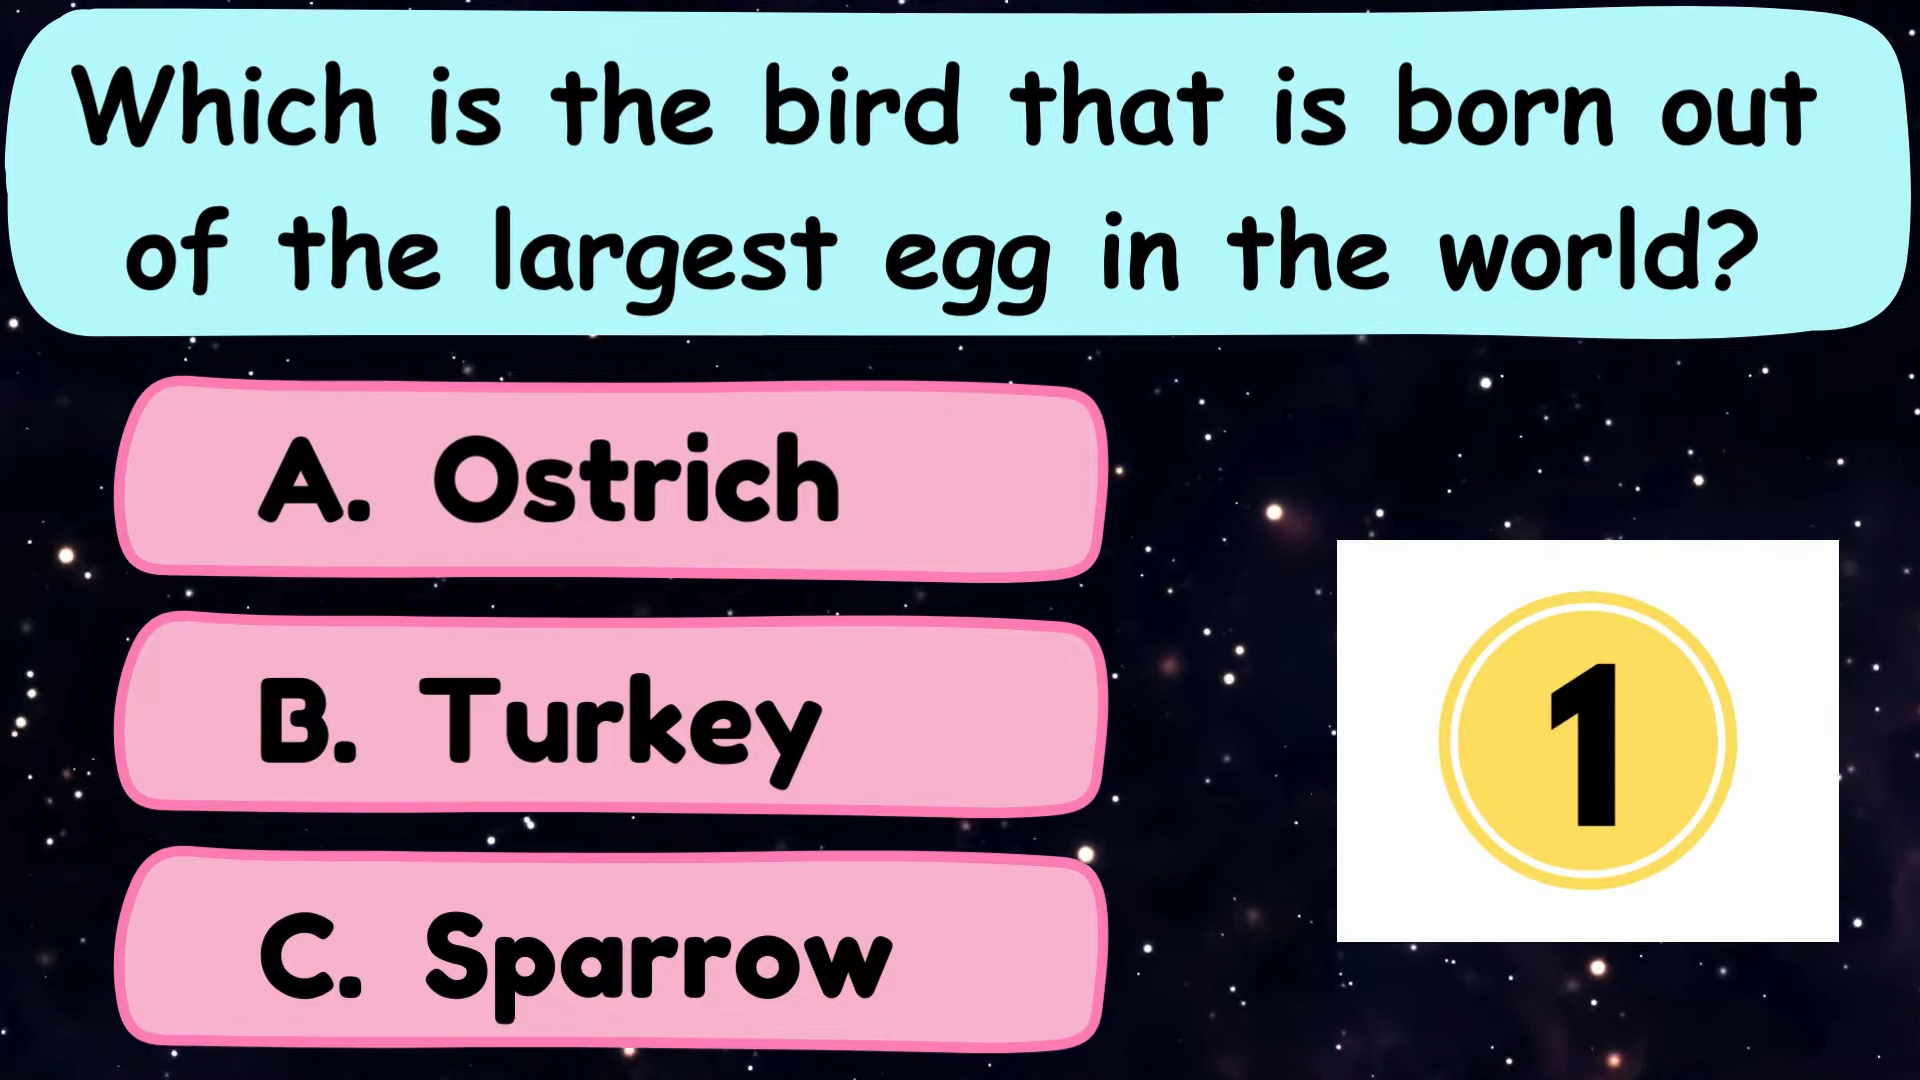 Which is the bird that is born out
of the largest egg in the world?
A. Ostrich
B. Turkey
C. Sparrow
1